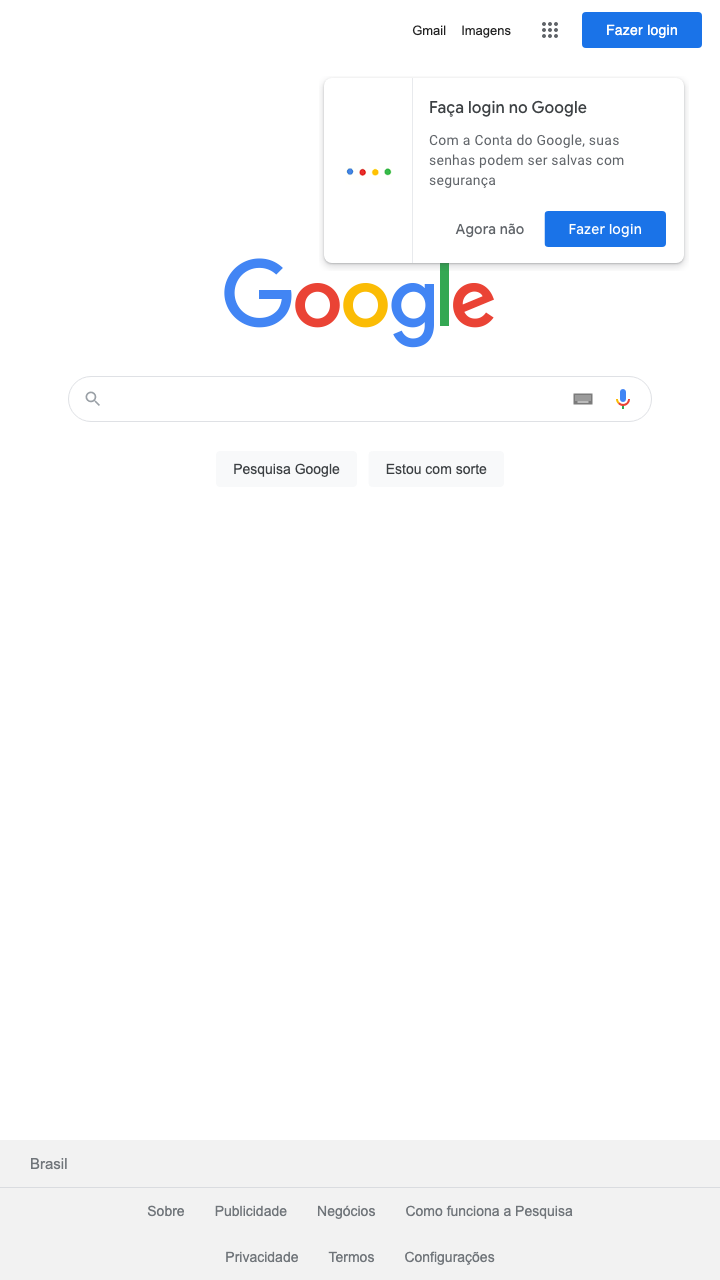 Gmail Imagens Fazer login
Faça login no Google
Com a Conta do Google, suas
senhas podem ser salvas com
segurança
Agora não Fazer login
Google
Pesquisa Google Estou com sorte
Brasil
Sobre Publicidade Negócios Como funciona a Pesquisa
Privacidade Termos Configurações